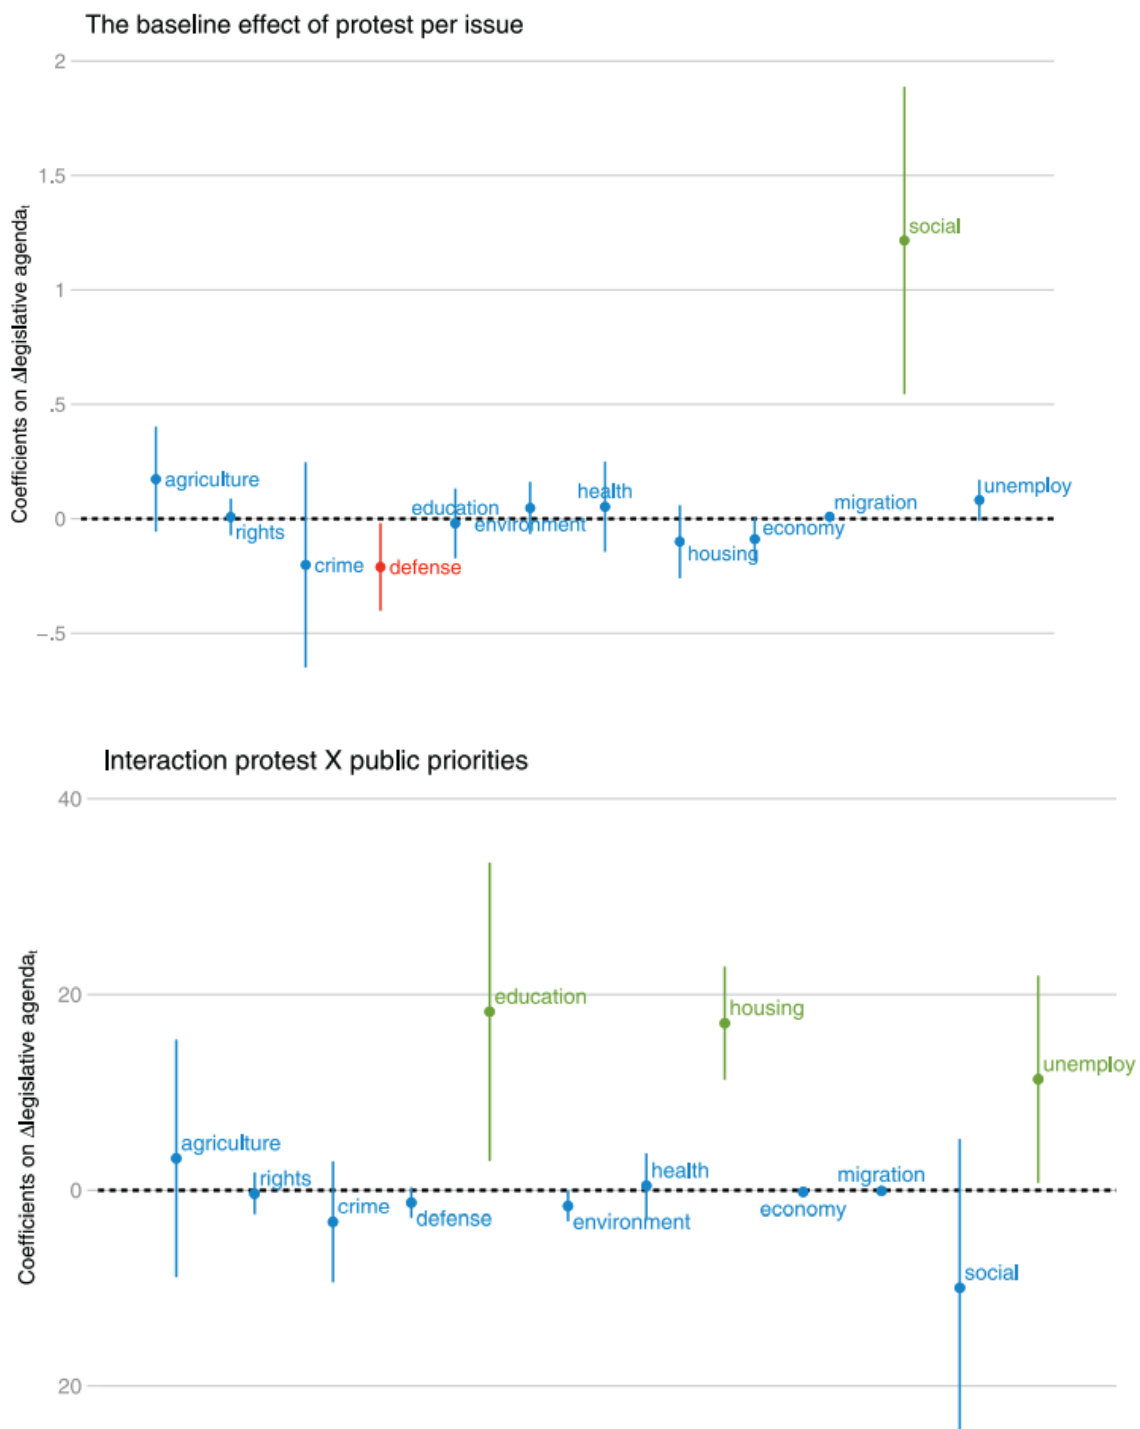 The baseline effect of protest per issue
Coefficients on Δlegislative agendaₜ
2
1.5
1
.5
0
−.5
social
agriculture
rights
crime
defense
education
environment
health
housing
economy
migration
unemploy
Interaction protest X public priorities
Coefficients on Δlegislative agendaₜ
40
20
0
20
agriculture
rights
crime
defense
education
environment
health
housing
economy
migration
social
unemploy